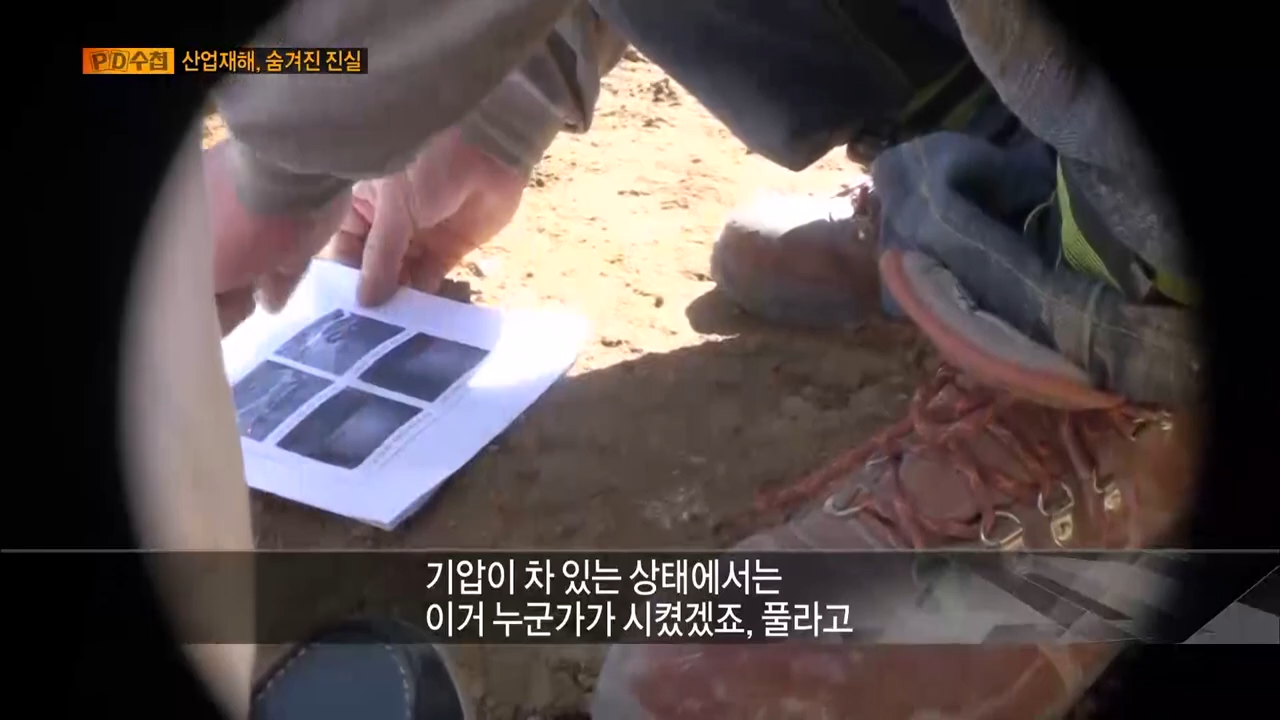 PD수첩 산업재해, 숨겨진 진실
기압이 차 있는 상태에서는
이거 누군가가 시켰겠죠, 풀라고